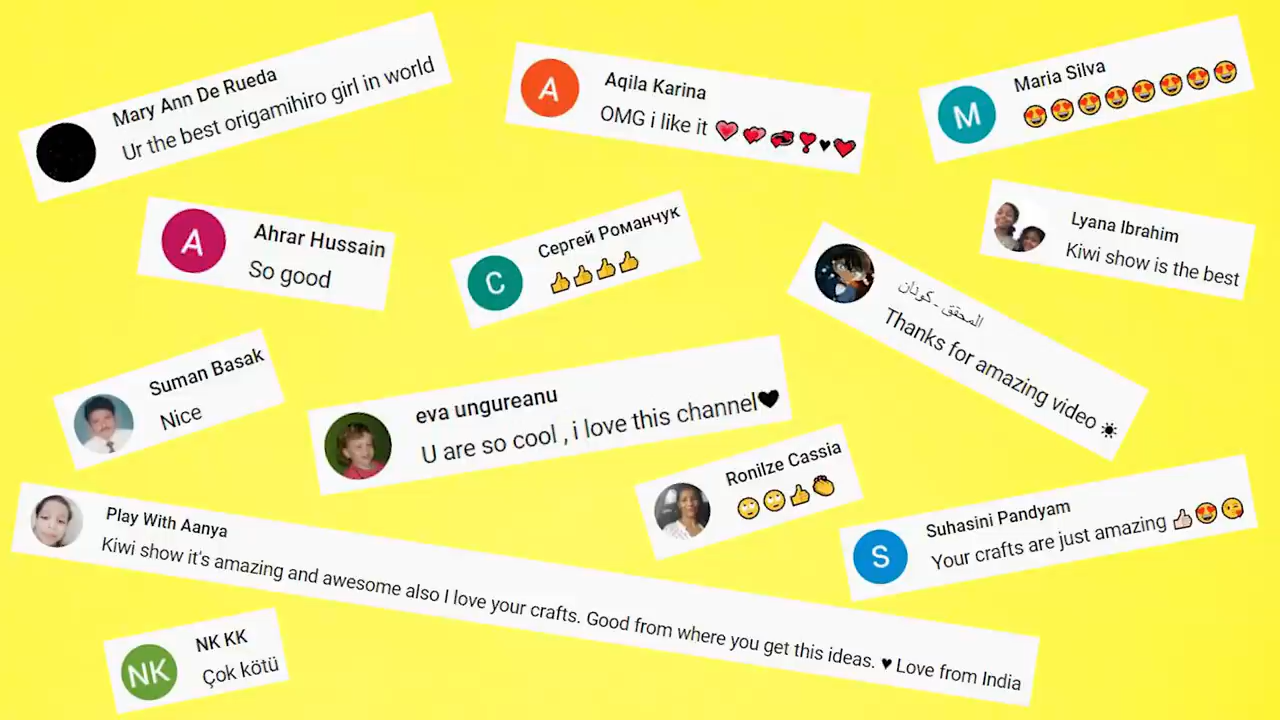 Mary Ann De Rueda
Ur the best origamihiro girl in world
A
Aqila Karina
OMG i like it 💗💞💞❣♥💓
M
Maria Silva
😍😍😍😍😍😍😍😍
A
Ahrar Hussain
So good
C
Сергей Романчук
👍👍👍👍
Lyana Ibrahim
Kiwi show is the best
المحقق ـ كونان
Thanks for amazing video ☀
Suman Basak
Nice
eva ungureanu
U are so cool , i love this channel🖤
Ronilze Cassia
🙄🙄👍👏
S
Suhasini Pandyam
Your crafts are just amazing 👍🏻😍😘
Play With Aanya
Kiwi show it's amazing and awesome also I love your crafts. Good from where you get this ideas. ♥ Love from India
NK
NK KK
Çok kötü